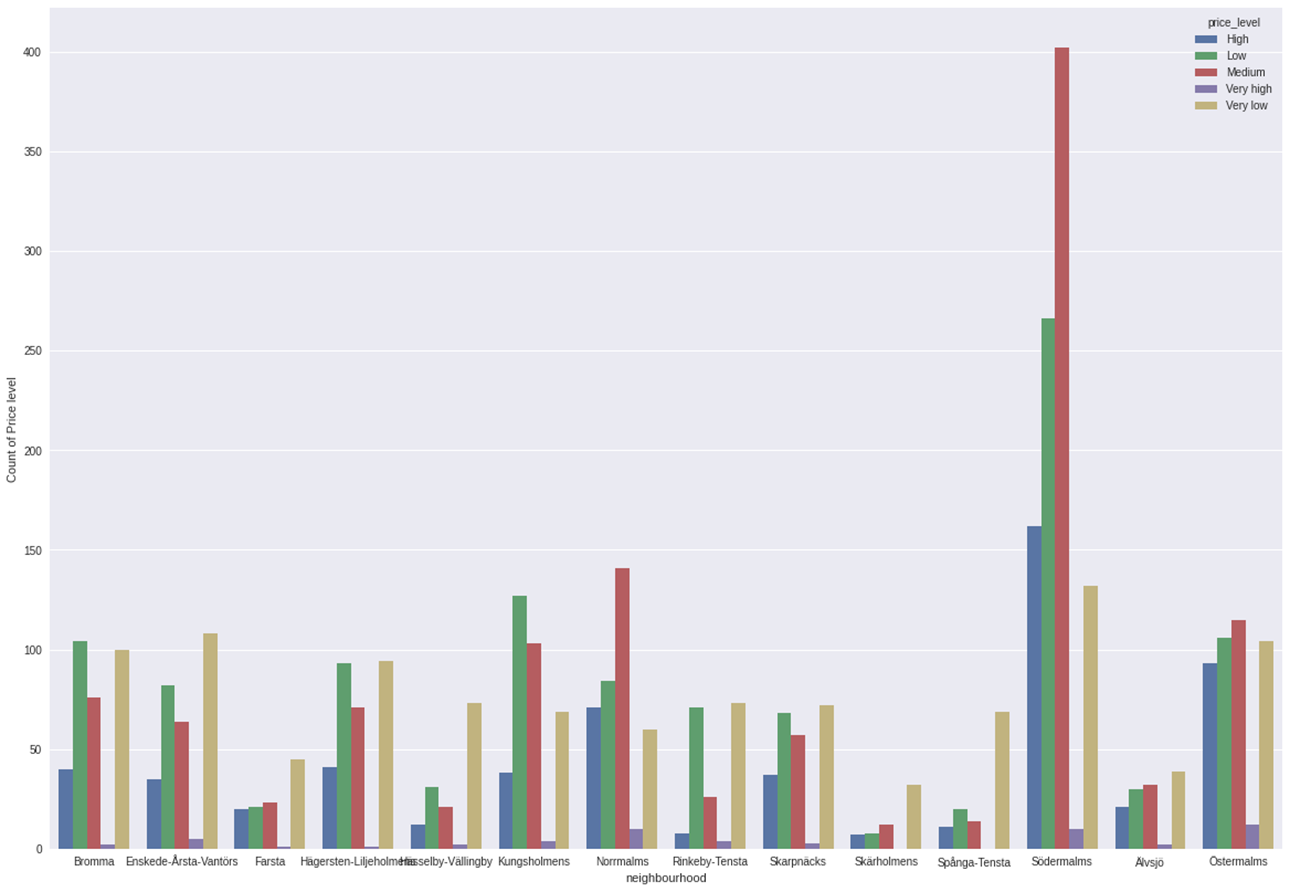 price_level
High
Low
Medium
Very high
Very low
400
350
300
250
200
150
100
50
0
Count of Price level
Bromma Enskede-Årsta-Vantörs Farsta Hägersten-Liljeholmens Hässelby-Vällingby Kungsholmens Norrmalms Rinkeby-Tensta Skarpnäcks Skärholmens Spånga-Tensta Södermalms Älvsjö Östermalms
neighbourhood